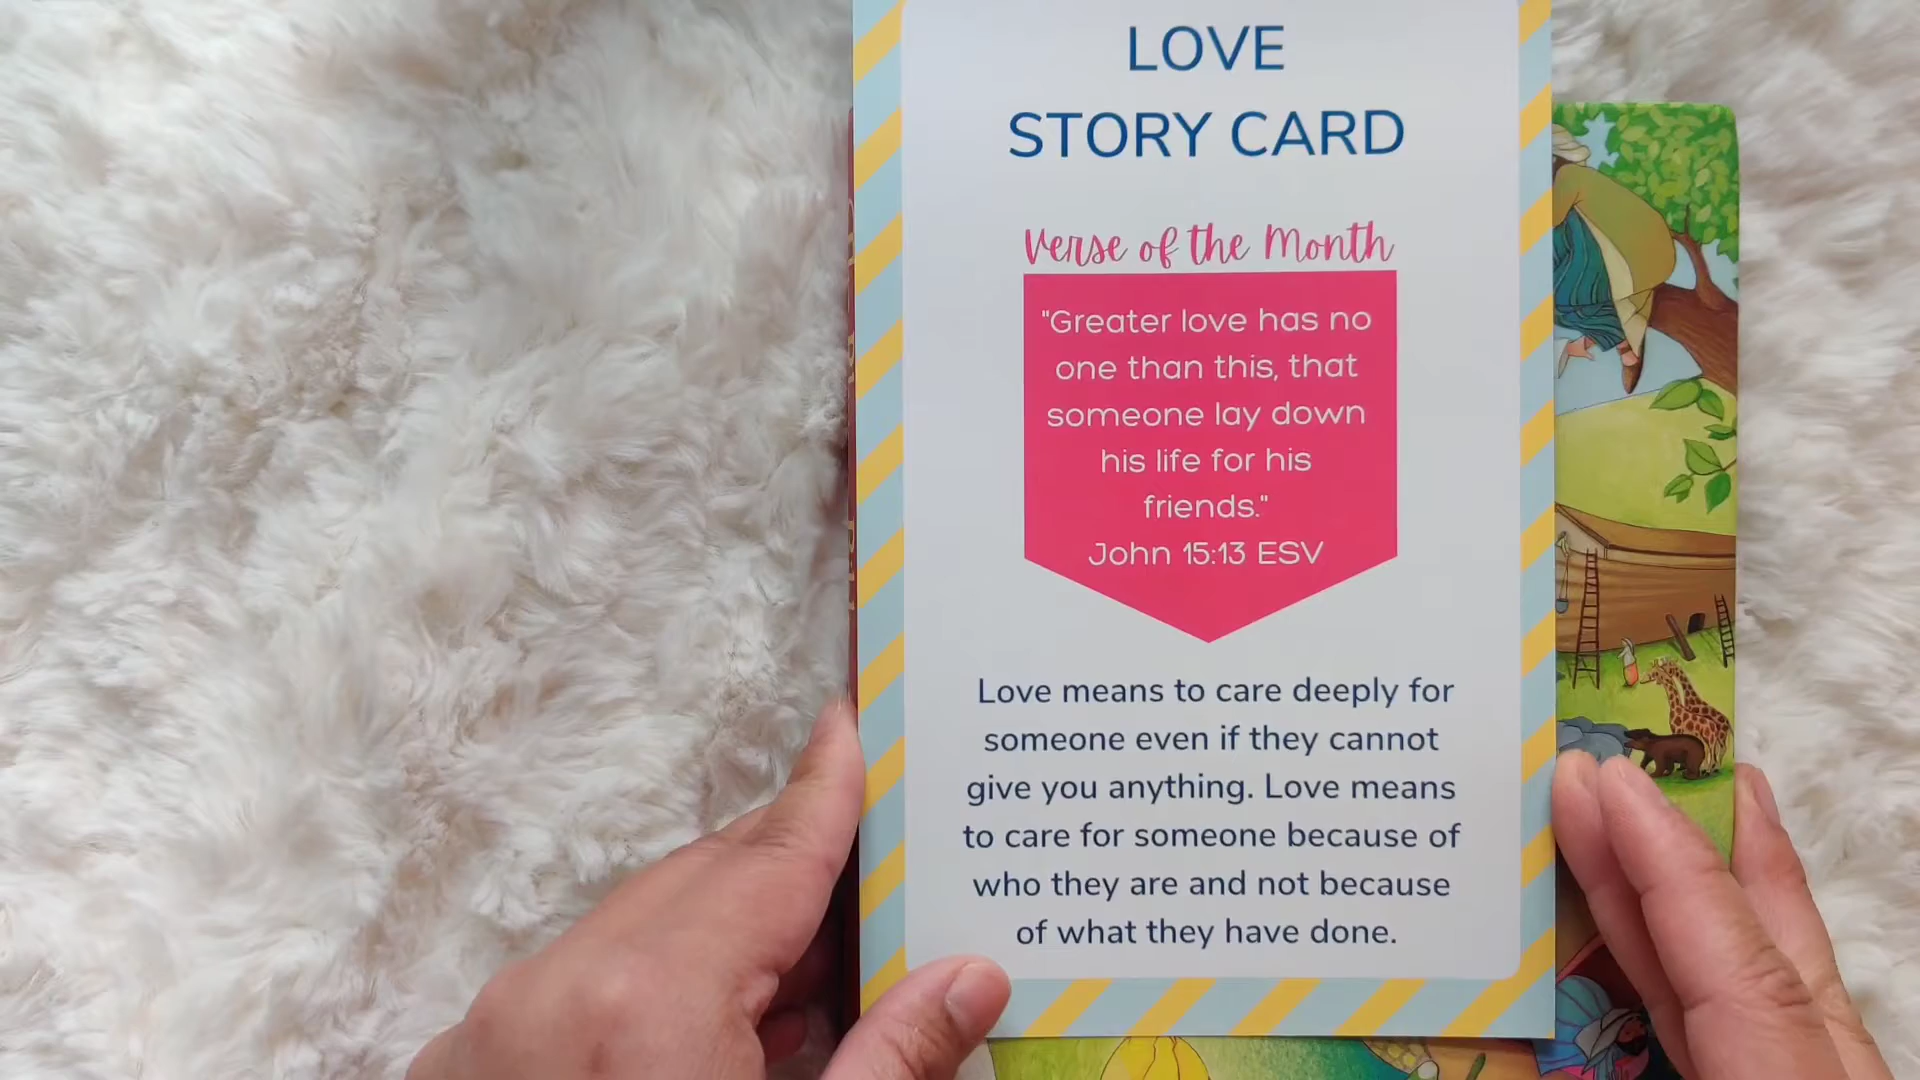 LOVE
STORY CARD
Verse of the Month
"Greater love has no
one than this, that
someone lay down
his life for his
friends."
John 15:13 ESV
Love means to care deeply for
someone even if they cannot
give you anything. Love means
to care for someone because of
who they are and not because
of what they have done.